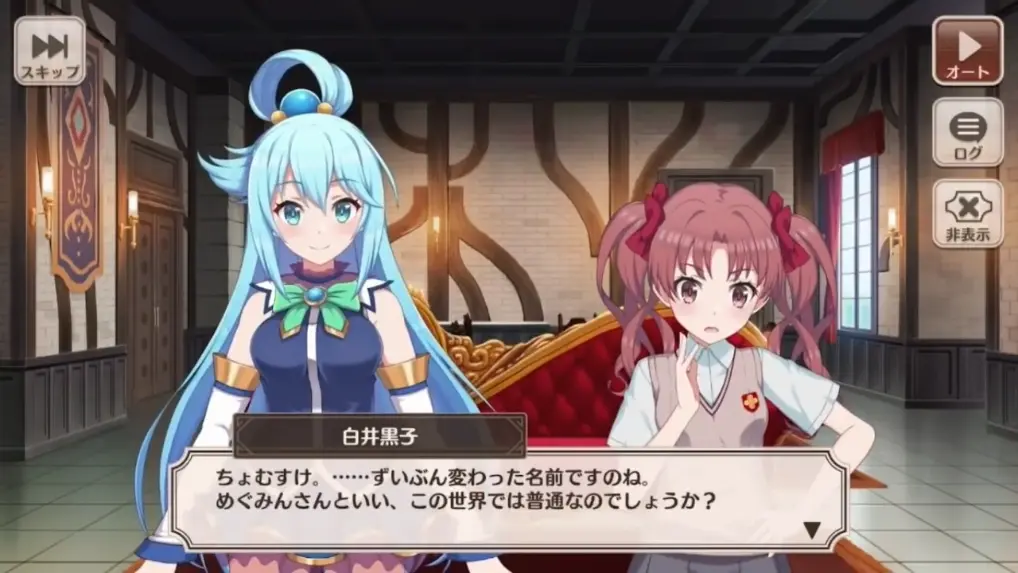 スキップ
オート
ログ
非表示
白井黒子
ちょむすけ。……ずいぶん変わった名前ですのね。
めぐみんさんといい、この世界では普通なのでしょうか？